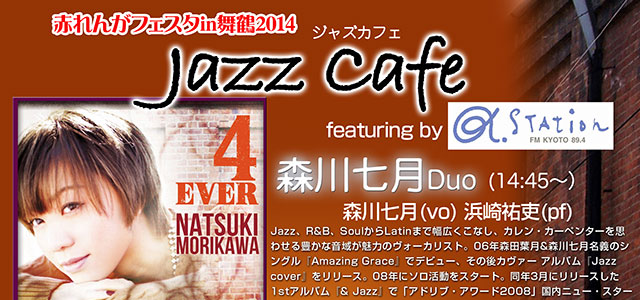 赤れんがフェスタin舞鶴2014
ジャズカフェ
Jazz cafe
featuring by
α.STATION
FM KYOTO 89.4
4
EVER
NATSUKI
MORIKAWA
森川七月Duo (14:45〜)
森川七月(vo) 浜崎祐吏(pf)
Jazz、R&B、SoulからLatinまで幅広くこなし、カレン・カーペンターを思
わせる豊かな音域が魅力のヴォーカリスト。06年森田葉月&森川七月名義のシ
ングル『Amazing Grace』でデビュー、その後カヴァー アルバム『Jazz
cover』をリリース。08年にソロ活動をスタート。同年3月にリリースした
1stアルバム『& Jazz』で「アドリブ・アワード2008」国内ニュー・スター